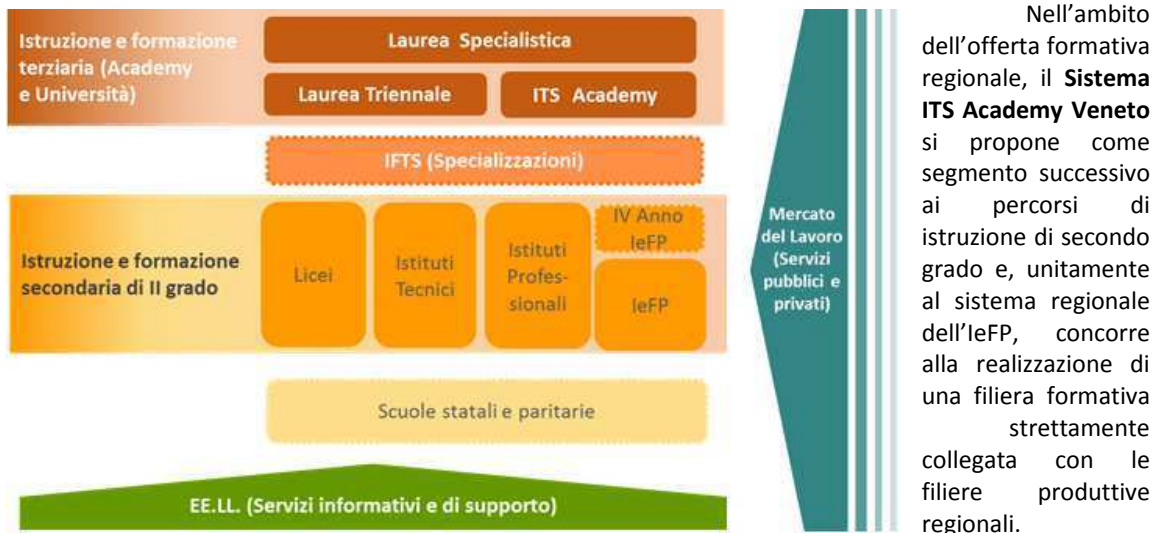 Istruzione e formazione
terziaria (Academy
e Università)
Laurea Specialistica
Laurea Triennale
ITS Academy
IFTS (Specializzazioni)
Istruzione e formazione
secondaria di II grado
Licei
Istituti
Tecnici
Istituti
Profes-
sionali
IV Anno
IeFP
IeFP
Scuole statali e paritarie
EE.LL. (Servizi informativi e di supporto)
Mercato
del Lavoro
(Servizi
pubblici e
privati)
Nell’ambito
dell’offerta formativa
regionale, il Sistema
ITS Academy Veneto
si propone come
segmento successivo
ai percorsi di
istruzione di secondo
grado e, unitamente
al sistema regionale
dell’IeFP, concorre
alla realizzazione di
una filiera formativa
strettamente
collegata con le
filiere produttive
regionali.